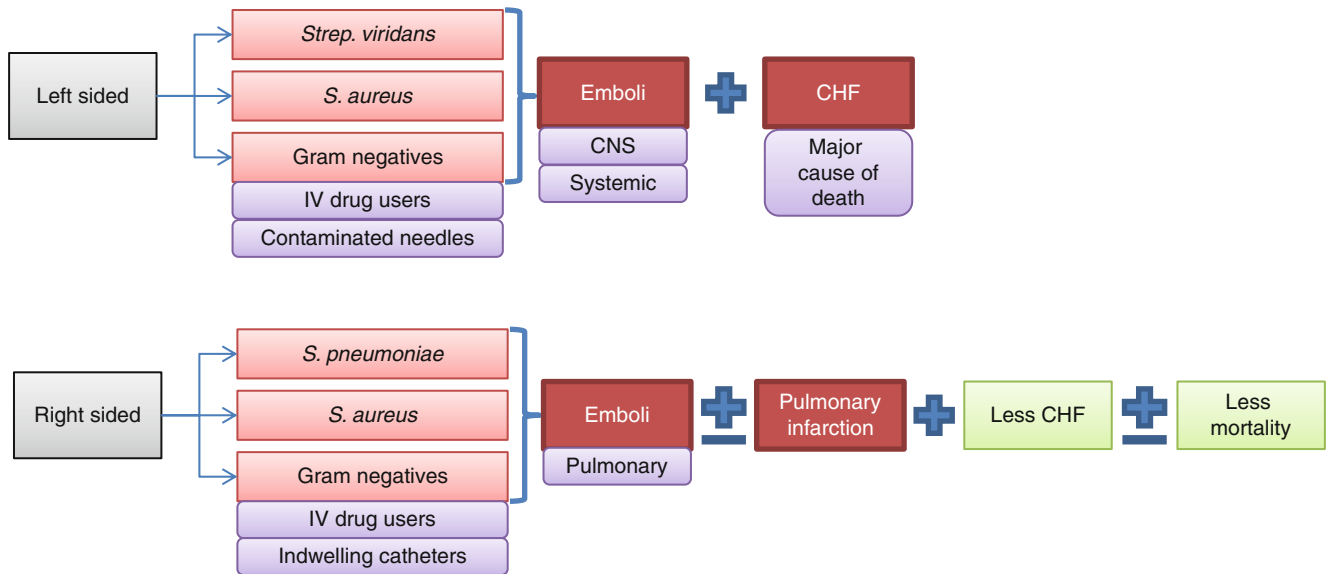 Left sided
Strep. viridans
S. aureus
Gram negatives
IV drug users
Contaminated needles
Emboli
CNS
Systemic
CHF
Major
cause of
death
Right sided
S. pneumoniae
S. aureus
Gram negatives
IV drug users
Indwelling catheters
Emboli
Pulmonary
Pulmonary
infarction
Less CHF
Less
mortality